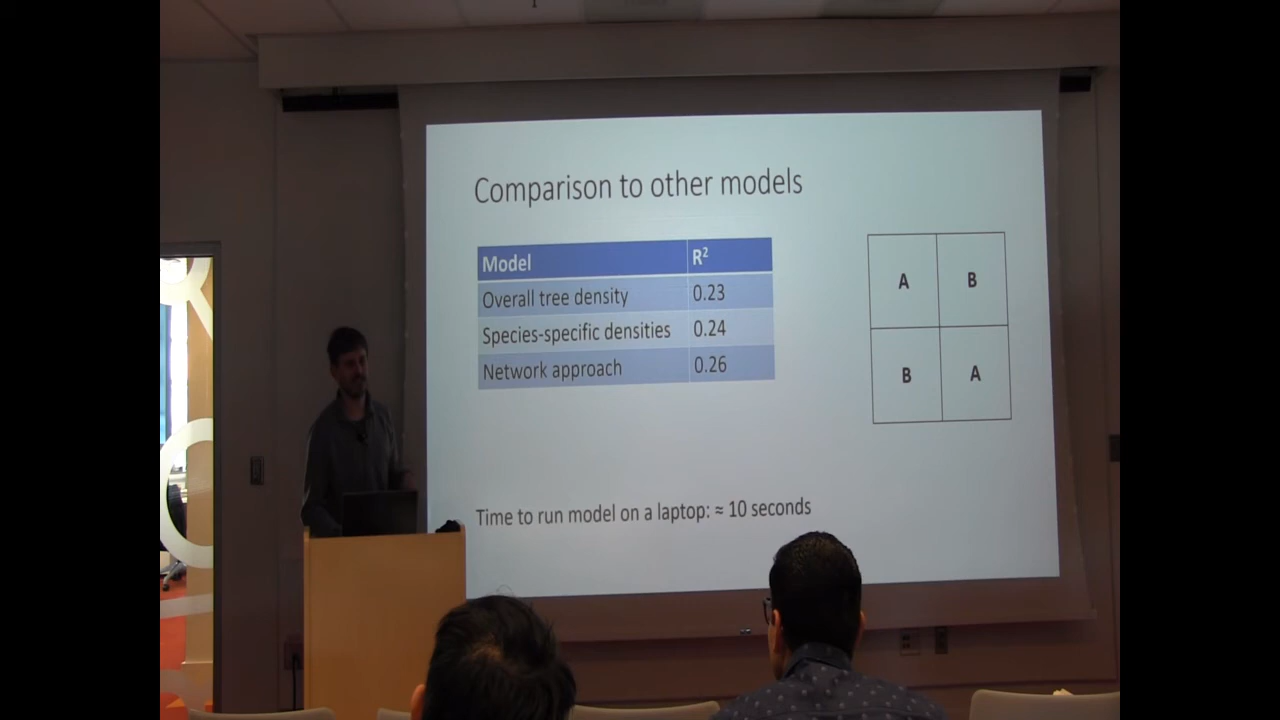 Comparison to other models
Model R²
Overall tree density 0.23
Species-specific densities 0.24
Network approach 0.26
A B
B A
Time to run model on a laptop: ≈ 10 seconds